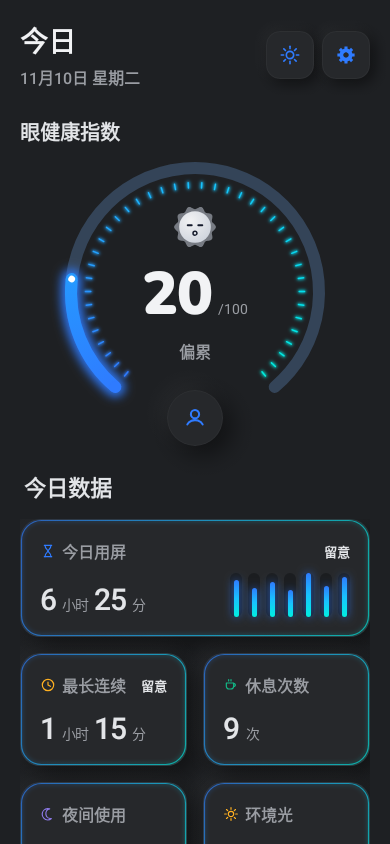 今日
11月10日 星期二
眼健康指数
20 /100
偏累
今日数据
今日用屏 留意
6 小时 25 分
最长连续 留意
1 小时 15 分
休息次数
9 次
夜间使用
环境光